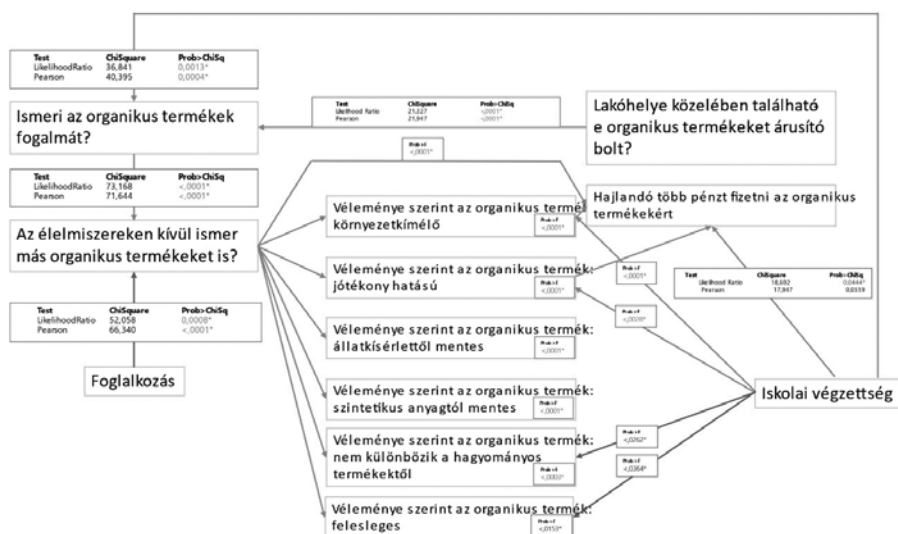 Test ChiSquare Prob>ChiSq
LikelihoodRatio 36,841 0,0013*
Pearson 40,395 0,0004*
Ismeri az organikus termékek
fogalmát?
Test ChiSquare Prob>ChiSq
Likelihood Ratio 21,227 <,0001*
Pearson 21,947 <,0001*
Lakóhelye közelében található
e organikus termékeket árusító
bolt?
Prob>F
<,0001*
Test ChiSquare Prob>ChiSq
LikelihoodRatio 73,168 <,0001*
Pearson 71,644 <,0001*
Az élelmiszereken kívül ismer
más organikus termékeket is?
Test ChiSquare Prob>ChiSq
LikelihoodRatio 52,058 0,0008*
Pearson 66,340 <,0001*
Foglalkozás
Véleménye szerint az organikus termék:
környezetkímélő
Prob>F
<,0001*
Hajlandó több pénzt fizetni az organikus
termékekért
Véleménye szerint az organikus termék:
jótékony hatású
Prob>F
<,0001*
Prob>F
<,0001*
Test ChiSquare Prob>ChiSq
Likelihood Ratio 18,692 0,0444*
Pearson 17,947
Prob>F
<,0028*
Véleménye szerint az organikus termék:
állatkísérlettől mentes
Prob>F
<,0001*
Véleménye szerint az organikus termék:
szintetikus anyagtól mentes
Prob>F
<,0001*
Iskolai végzettség
Véleménye szerint az organikus termék:
nem különbözik a hagyományos
termékektől
Prob>F
<,0003*
Prob>F
<,0262*
Prob>F
<,0364*
Véleménye szerint az organikus termék:
felesleges
Prob>F
<,0153*